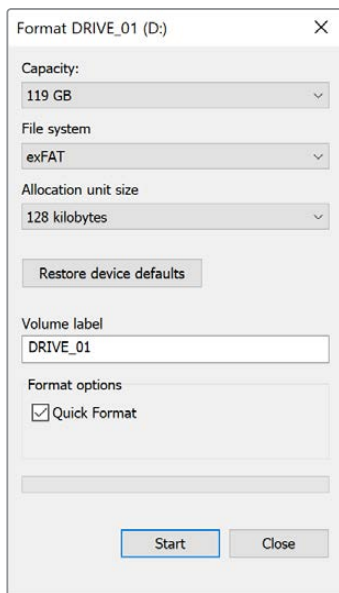 Format DRIVE_01 (D:)
Capacity:
119 GB
File system
exFAT
Allocation unit size
128 kilobytes
Restore device defaults
Volume label
DRIVE_01
Format options
Quick Format
Start Close